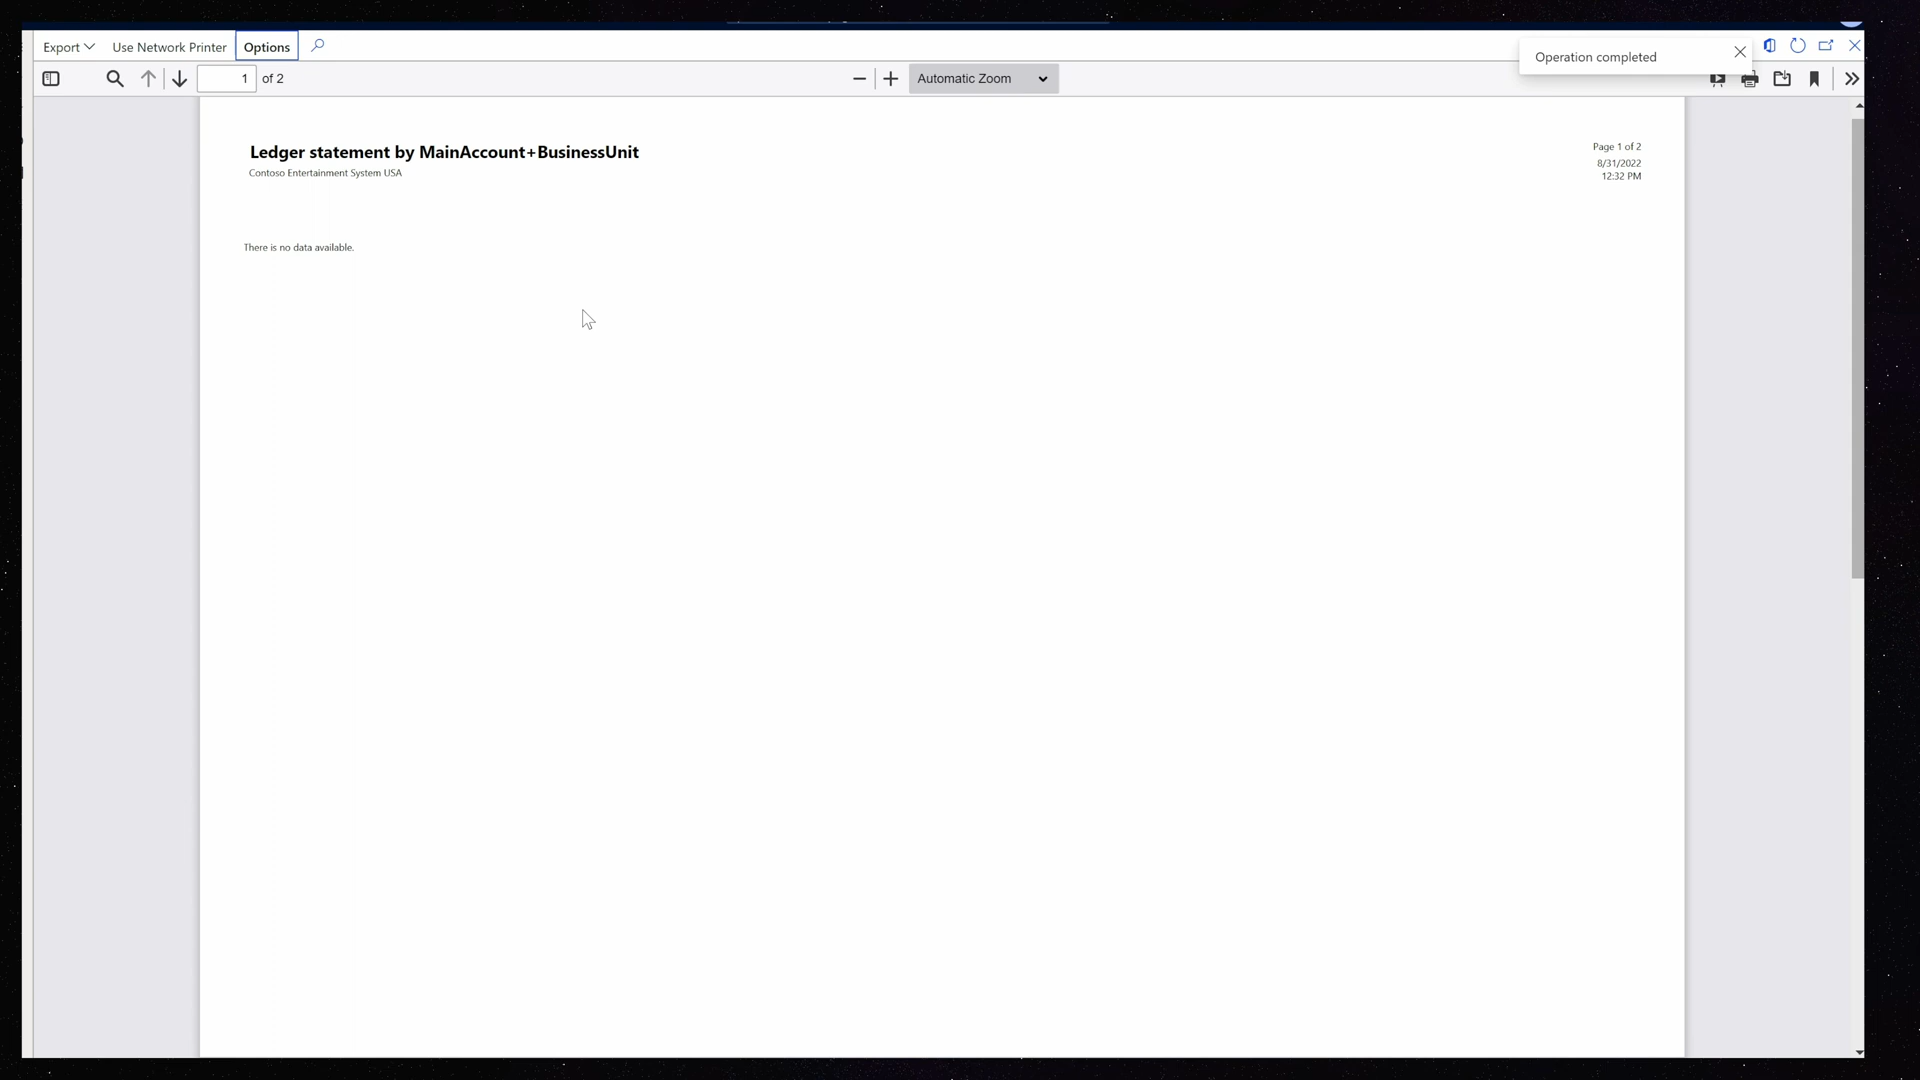 Export
Use Network Printer
Options
Operation completed
1 of 2
Automatic Zoom
Ledger statement by MainAccount+BusinessUnit
Contoso Entertainment System USA
Page 1 of 2
8/31/2022
12:32 PM
There is no data available.